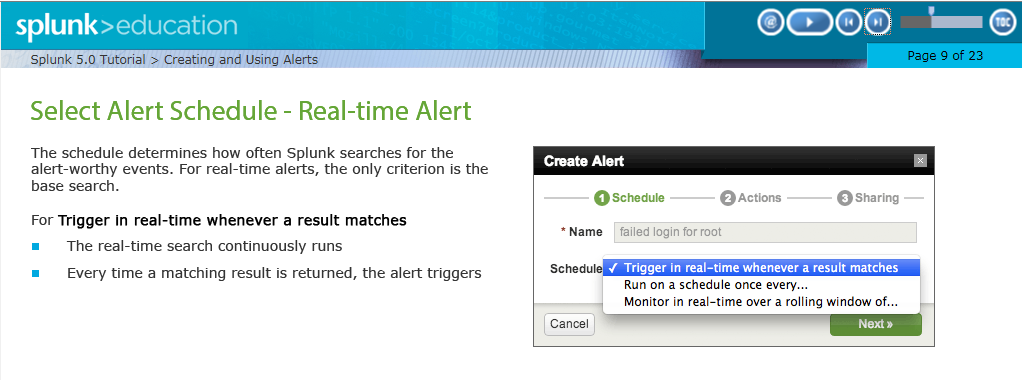 splunk>education
@
TOC
Splunk 5.0 Tutorial > Creating and Using Alerts
Page 9 of 23
Select Alert Schedule - Real-time Alert
The schedule determines how often Splunk searches for the
alert-worthy events. For real-time alerts, the only criterion is the
base search.
For Trigger in real-time whenever a result matches
The real-time search continuously runs
Every time a matching result is returned, the alert triggers
Create Alert
1 Schedule 2 Actions 3 Sharing
* Name failed login for root
Schedule ✓ Trigger in real-time whenever a result matches
Run on a schedule once every...
Monitor in real-time over a rolling window of...
Cancel Next »